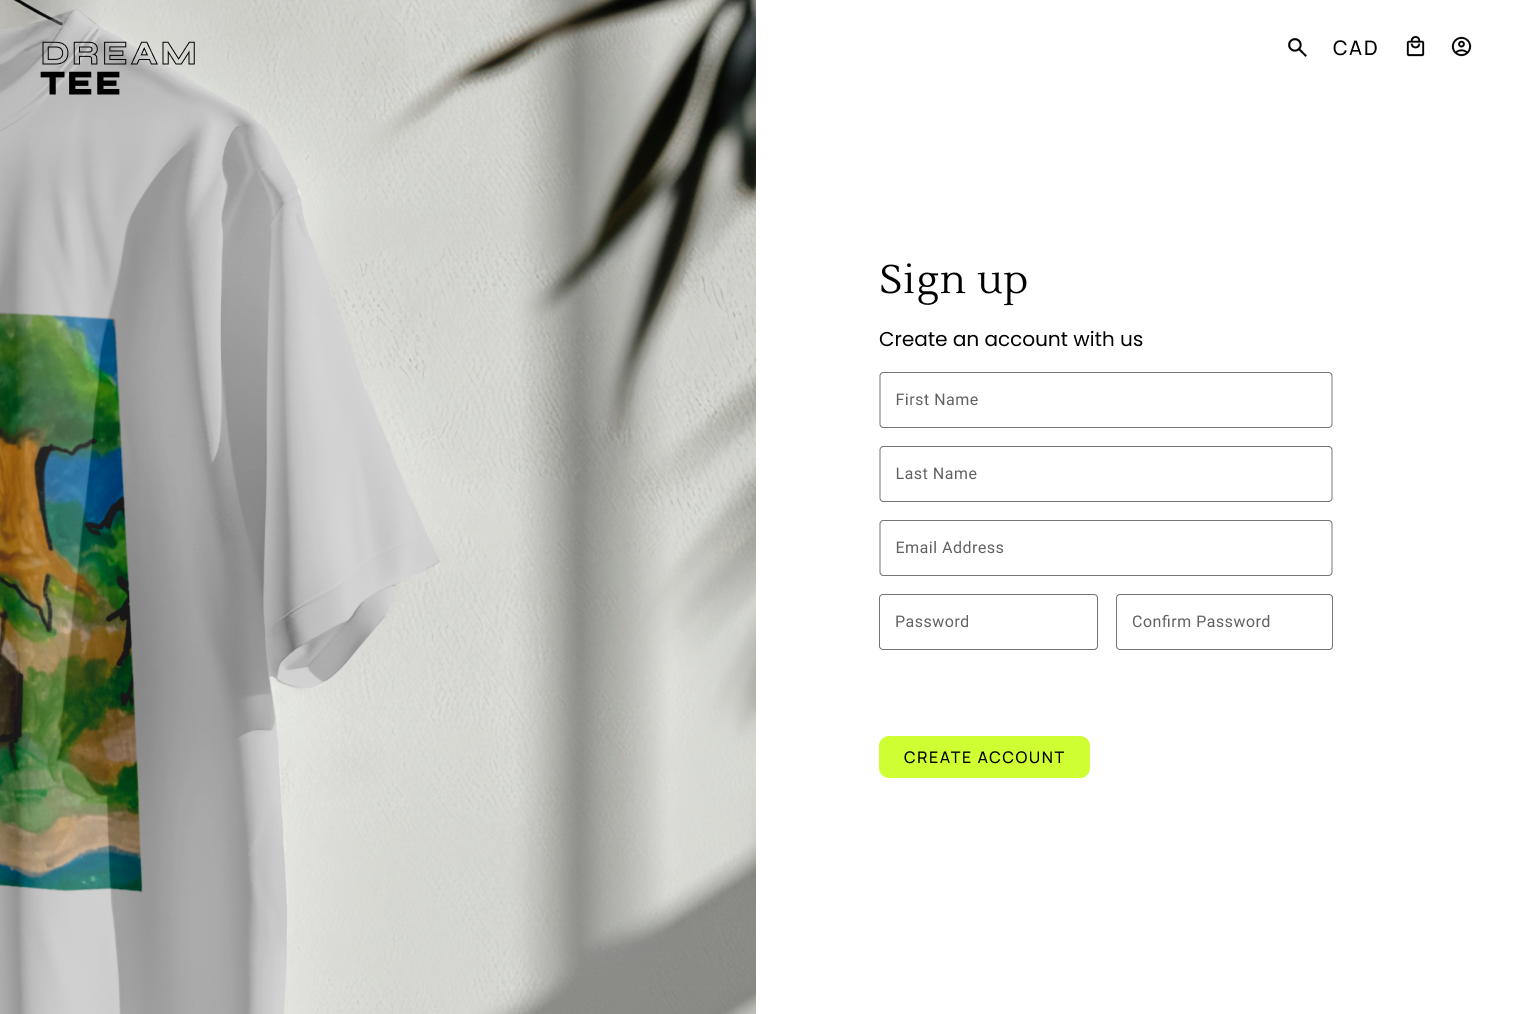 DREAM
TEE
CAD
Sign up
Create an account with us
First Name
Last Name
Email Address
Password
Confirm Password
CREATE ACCOUNT